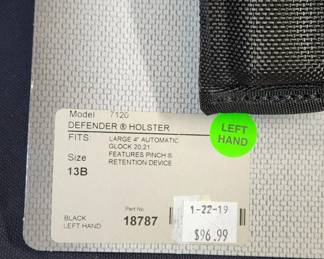 Model 7120
DEFENDER ® HOLSTER
FITS LARGE 4" AUTOMATIC
GLOCK 20,21
Size FEATURES PINCH ®
13B RETENTION DEVICE
LEFT
HAND
Part No
BLACK
LEFT HAND
18787
1-22-19
$96.99